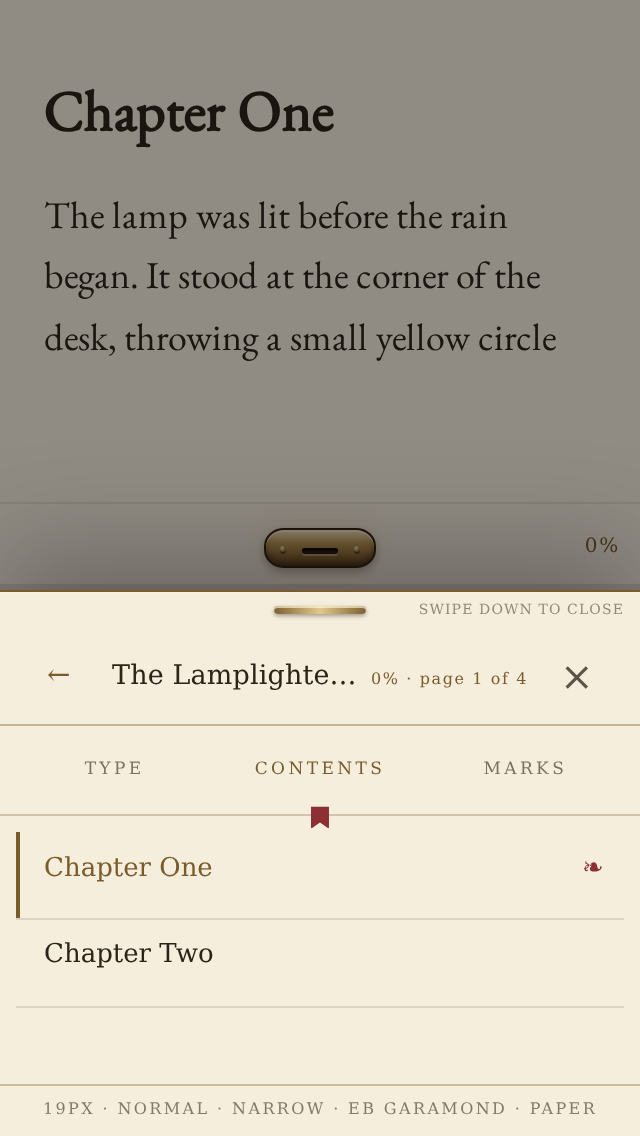 Chapter One
The lamp was lit before the rain
began. It stood at the corner of the
desk, throwing a small yellow circle
0%
SWIPE DOWN TO CLOSE
← The Lamplighte... 0% · page 1 of 4 ×
TYPE CONTENTS MARKS
Chapter One ❧
Chapter Two
19PX · NORMAL · NARROW · EB GARAMOND · PAPER